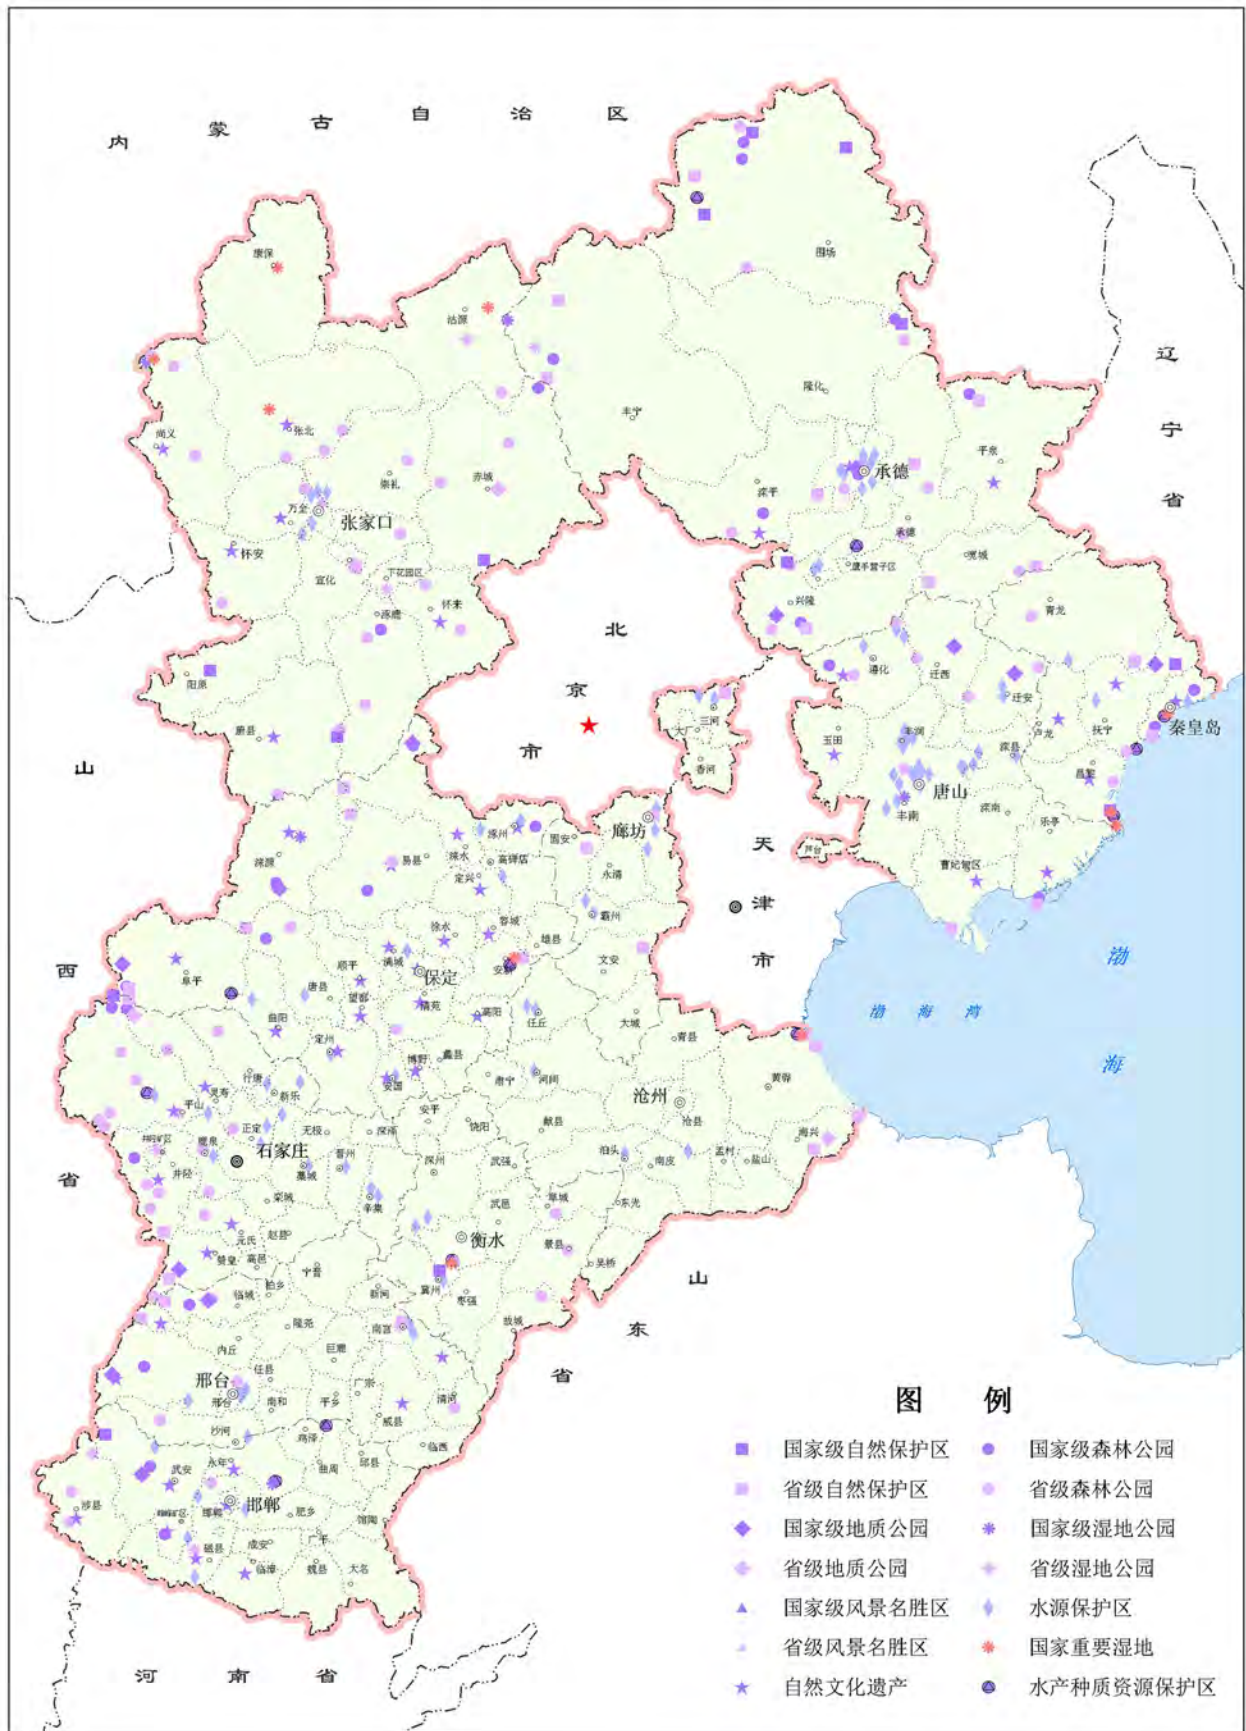 内蒙古自治区
辽宁省
康保
围场
沽源
隆化
丰宁
尚义
张北
平泉
承德
崇礼
赤城
滦平
万全
张家口
承德
怀安
宣化
下花园区
鹰手营子区
宽城
兴隆
青龙
涿鹿
怀来
北京市
遵化
迁西
阳原
迁安
三河
大厂
秦皇岛
蔚县
玉田
丰润
卢龙
抚宁
滦县
香河
昌黎
唐山
山西省
丰南
滦南
乐亭
廊坊
涿州
固安
天津市
芦台
涞源
易县
涞水
高碑店
永清
曹妃甸区
定兴
霸州
容城
徐水
雄县
渤海
满城
安新
保定
文安
顺平
阜平
唐县
望都
清苑
高阳
任丘
大城
渤海湾
曲阳
定州
青县
博野
蠡县
安国
肃宁
河间
黄骅
行唐
灵寿
新乐
沧州
平山
安平
饶阳
献县
沧县
正定
无极
深泽
海兴
井陉矿区
鹿泉
石家庄
晋州
泊头
井陉
藁城
深州
武强
南皮
孟村
盐山
栾城
辛集
武邑
阜城
东光
元氏
赵县
衡水
赞皇
高邑
景县
吴桥
山东省
宁晋
柏乡
新河
冀州
枣强
临城
隆尧
南宫
故城
内丘
巨鹿
任县
邢台
广宗
邢台
南和
平乡
清河
威县
沙河
鸡泽
临西
永年
武安
曲周
邱县
涉县
邯郸
邯郸
肥乡
馆陶
磁县
成安
广平
临漳
魏县
大名
河南省
图例
国家级自然保护区
国家级森林公园
省级自然保护区
省级森林公园
国家级地质公园
国家级湿地公园
省级地质公园
省级湿地公园
国家级风景名胜区
水源保护区
省级风景名胜区
国家重要湿地
自然文化遗产
水产种质资源保护区